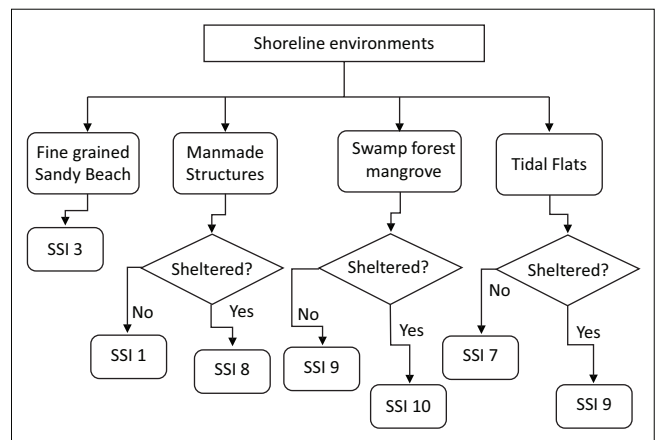 Shoreline environments
Fine grained
Sandy Beach
Manmade
Structures
Swamp forest
mangrove
Tidal Flats
SSI 3
Sheltered?
Sheltered?
Sheltered?
No
Yes
No
Yes
No
Yes
SSI 1
SSI 8
SSI 9
SSI 10
SSI 7
SSI 9